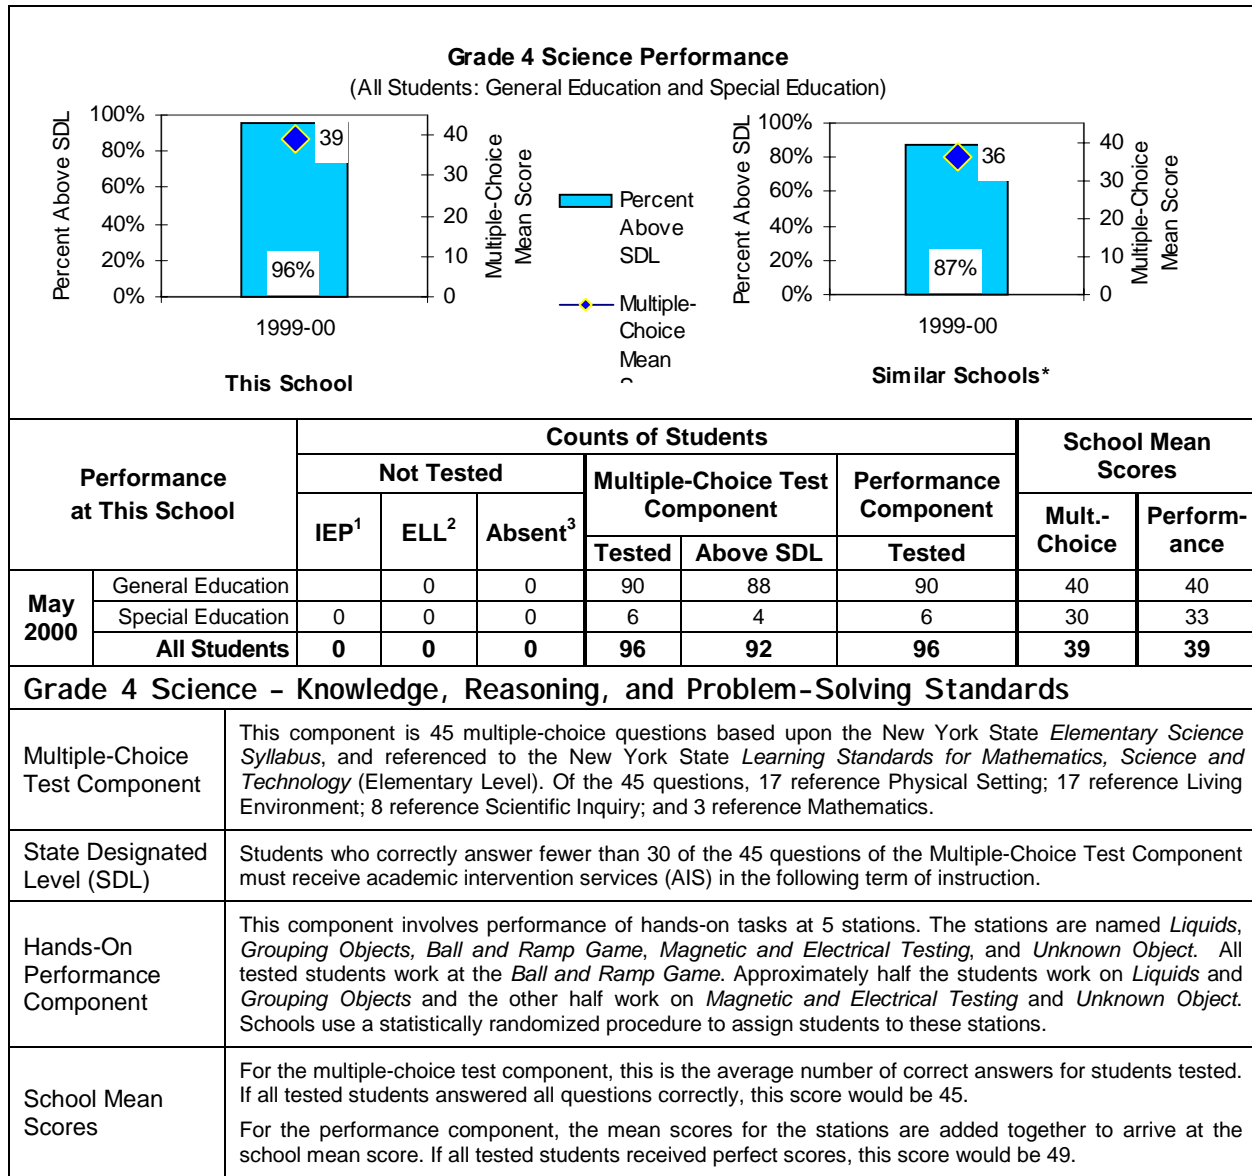 Grade 4 Science Performance
(All Students: General Education and Special Education)
Percent Above SDL
100%
80%
60%
40%
20%
0%
39
96%
40
30
20
10
0
Multiple-Choice
Mean Score
1999-00
This School
Percent
Above
SDL
Multiple-
Choice
Mean
Percent Above SDL
100%
80%
60%
40%
20%
0%
36
87%
40
30
20
10
0
Multiple-Choice
Mean Score
1999-00
Similar Schools*
Performance
at This School
Counts of Students
School Mean
Scores
Not Tested
Multiple-Choice Test
Component
Performance
Component
IEP1 ELL2 Absent3
Tested Above SDL Tested
Mult.-
Choice
Perform-
ance
May
2000
General Education 0 0 90 88 90 40 40
Special Education 0 0 0 6 4 6 30 33
All Students 0 0 0 96 92 96 39 39
Grade 4 Science – Knowledge, Reasoning, and Problem-Solving Standards
Multiple-Choice
Test Component
This component is 45 multiple-choice questions based upon the New York State Elementary Science
Syllabus, and referenced to the New York State Learning Standards for Mathematics, Science and
Technology (Elementary Level). Of the 45 questions, 17 reference Physical Setting; 17 reference Living
Environment; 8 reference Scientific Inquiry; and 3 reference Mathematics.
State Designated
Level (SDL)
Students who correctly answer fewer than 30 of the 45 questions of the Multiple-Choice Test Component
must receive academic intervention services (AIS) in the following term of instruction.
Hands-On
Performance
Component
This component involves performance of hands-on tasks at 5 stations. The stations are named Liquids,
Grouping Objects, Ball and Ramp Game, Magnetic and Electrical Testing, and Unknown Object. All
tested students work at the Ball and Ramp Game. Approximately half the students work on Liquids and
Grouping Objects and the other half work on Magnetic and Electrical Testing and Unknown Object.
Schools use a statistically randomized procedure to assign students to these stations.
School Mean
Scores
For the multiple-choice test component, this is the average number of correct answers for students tested.
If all tested students answered all questions correctly, this score would be 45.
For the performance component, the mean scores for the stations are added together to arrive at the
school mean score. If all tested students received perfect scores, this score would be 49.